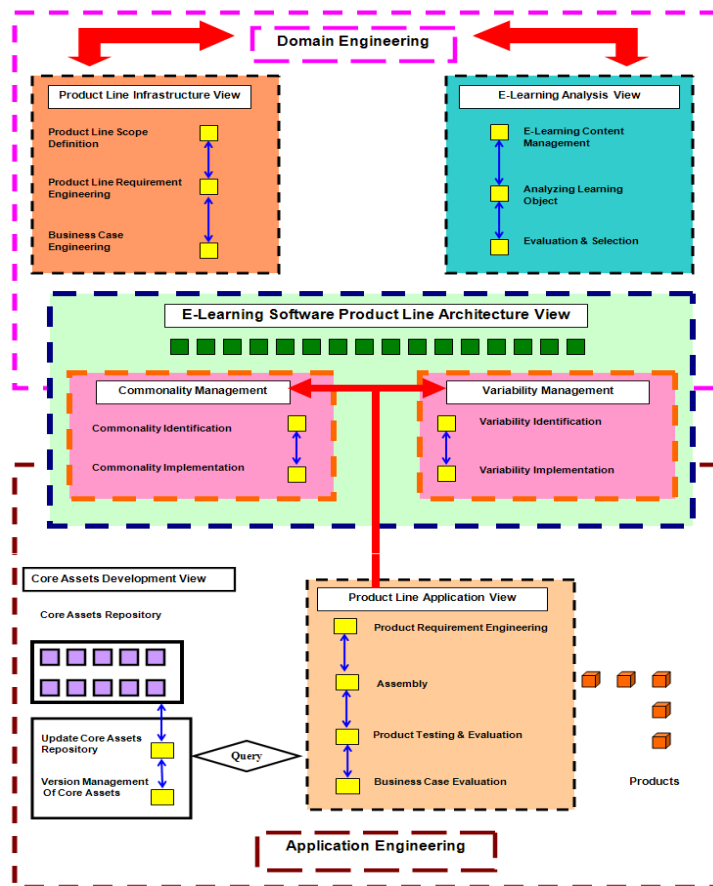 Domain Engineering
Product Line Infrastructure View
Product Line Scope
Definition
Product Line Requirement
Engineering
Business Case
Engineering
E-Learning Analysis View
E-Learning Content
Management
Analyzing Learning
Object
Evaluation & Selection
E-Learning Software Product Line Architecture View
Commonality Management
Commonality Identification
Commonality Implementation
Variability Management
Variability Identification
Variability Implementation
Core Assets Development View
Core Assets Repository
Update Core Assets
Repository
Version Management
Of Core Assets
Query
Product Line Application View
Product Requirement Engineering
Assembly
Product Testing & Evaluation
Business Case Evaluation
Products
Application Engineering